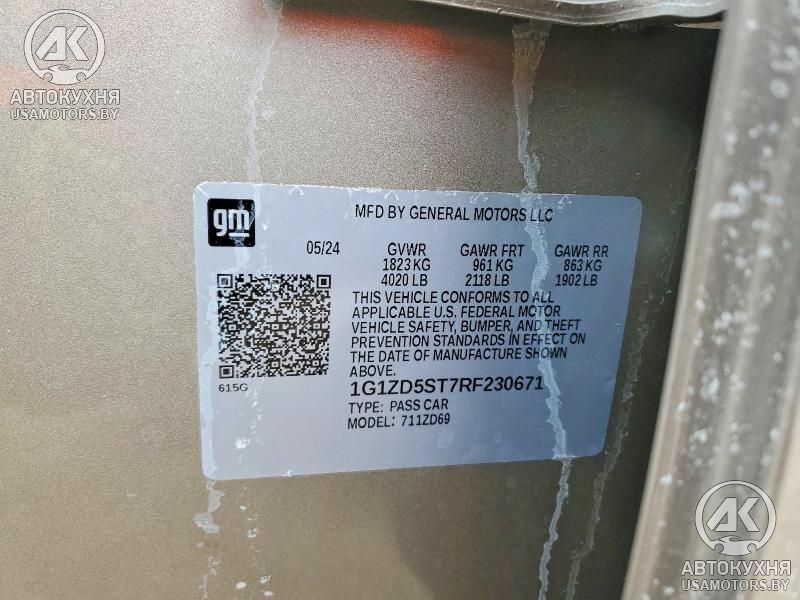 AK
АВТОКУХНЯ
USAMOTORS.BY
gm
MFD BY GENERAL MOTORS LLC
05/24 GVWR GAWR FRT GAWR RR
1823 KG 961 KG 863 KG
4020 LB 2118 LB 1902 LB
THIS VEHICLE CONFORMS TO ALL
APPLICABLE U.S. FEDERAL MOTOR
VEHICLE SAFETY, BUMPER, AND THEFT
PREVENTION STANDARDS IN EFFECT ON
THE DATE OF MANUFACTURE SHOWN
ABOVE.
615G
1G1ZD5ST7RF230671
TYPE: PASS CAR
MODEL: 711ZD69
AK
АВТОКУХНЯ
USAMOTORS.BY